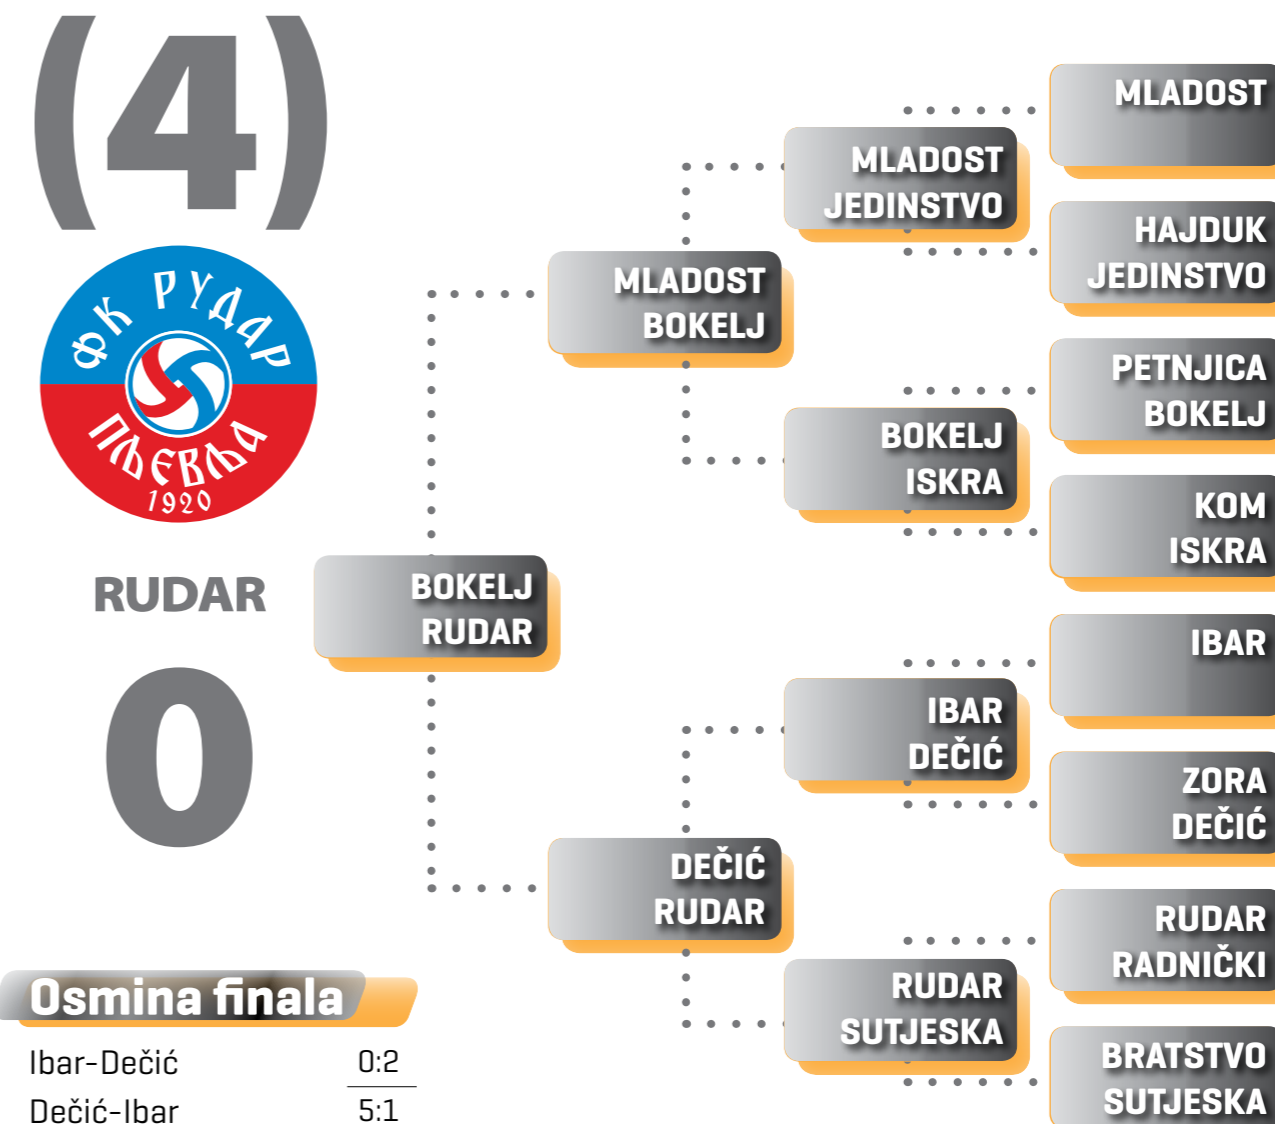 (4)
ФК РУДАР
ПЉЕВЉА
1920
RUDAR
0
BOKELJ
RUDAR
MLADOST
BOKELJ
DEČIĆ
RUDAR
MLADOST
JEDINSTVO
BOKELJ
ISKRA
IBAR
DEČIĆ
RUDAR
SUTJESKA
MLADOST
HAJDUK
JEDINSTVO
PETNJICA
BOKELJ
KOM
ISKRA
IBAR
ZORA
DEČIĆ
RUDAR
RADNIČKI
BRATSTVO
SUTJESKA
Osmina finala
Ibar-Dečić 0:2
Dečić-Ibar 5:1